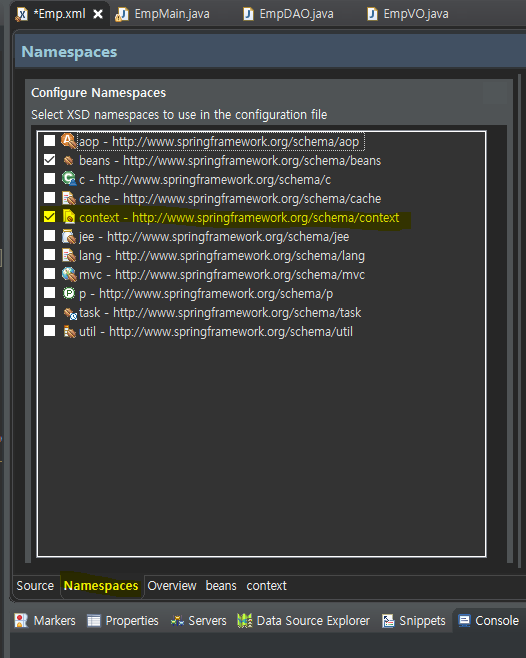 *Emp.xml EmpMain.java EmpDAO.java EmpVO.java
Namespaces
Configure Namespaces
Select XSD namespaces to use in the configuration file
aop - http://www.springframework.org/schema/aop
beans - http://www.springframework.org/schema/beans
c - http://www.springframework.org/schema/c
cache - http://www.springframework.org/schema/cache
context - http://www.springframework.org/schema/context
jee - http://www.springframework.org/schema/jee
lang - http://www.springframework.org/schema/lang
mvc - http://www.springframework.org/schema/mvc
p - http://www.springframework.org/schema/p
task - http://www.springframework.org/schema/task
util - http://www.springframework.org/schema/util
Source Namespaces Overview beans context
Markers Properties Servers Data Source Explorer Snippets Console